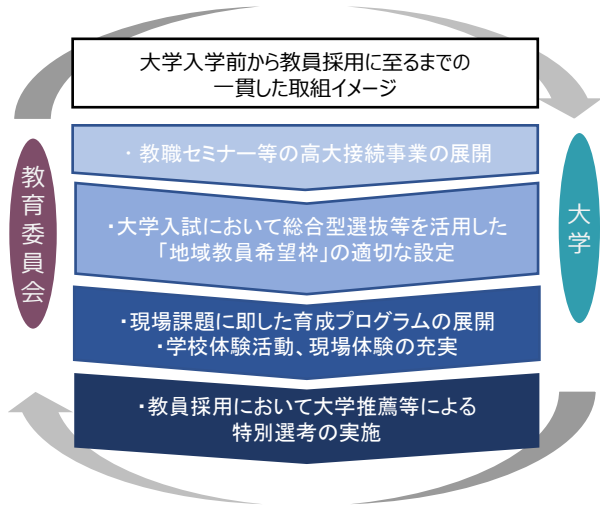 大学入学前から教員採用に至るまでの
一貫した取組イメージ
・教職セミナー等の高大接続事業の展開
教育委員会
大学
・大学入試において総合型選抜等を活用した
「地域教員希望枠」の適切な設定
・現場課題に即した育成プログラムの展開
・学校体験活動、現場体験の充実
・教員採用において大学推薦等による
特別選考の実施